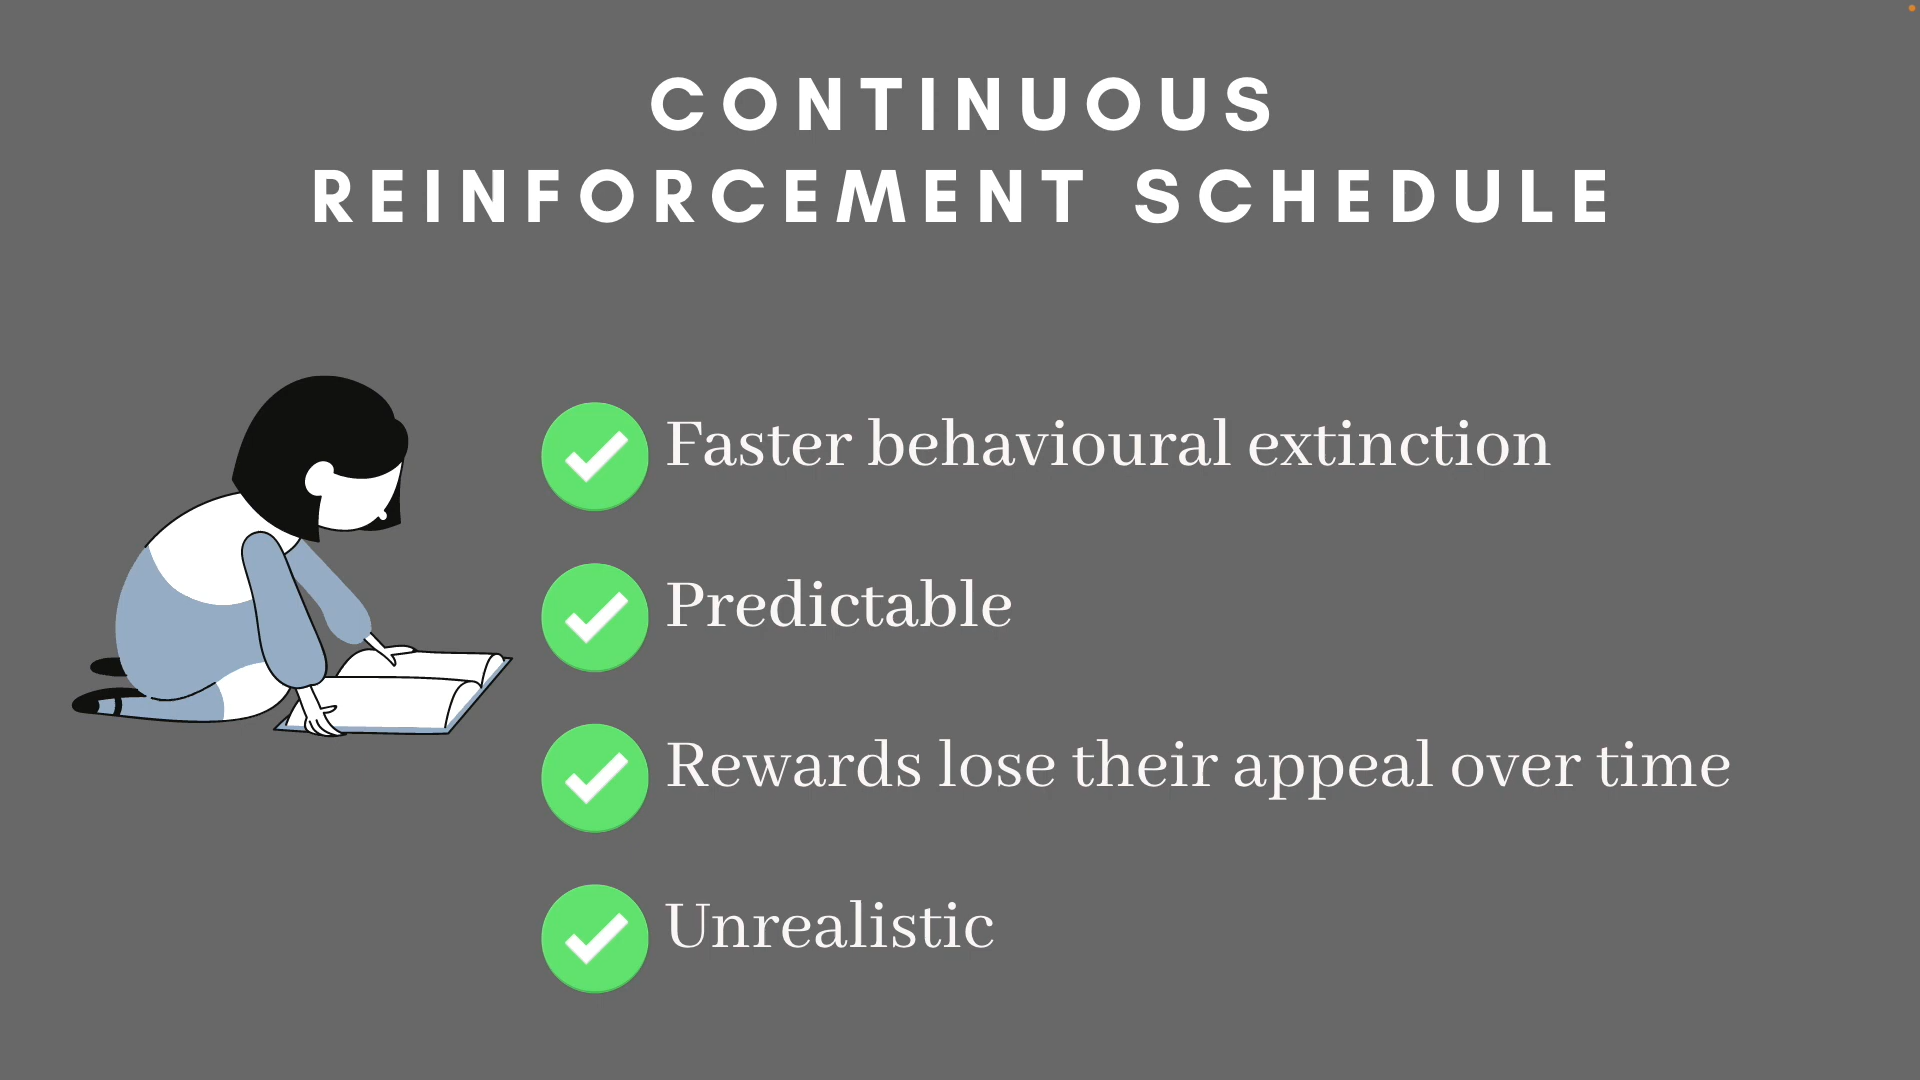 CONTINUOUS
REINFORCEMENT SCHEDULE
Faster behavioural extinction
Predictable
Rewards lose their appeal over time
Unrealistic